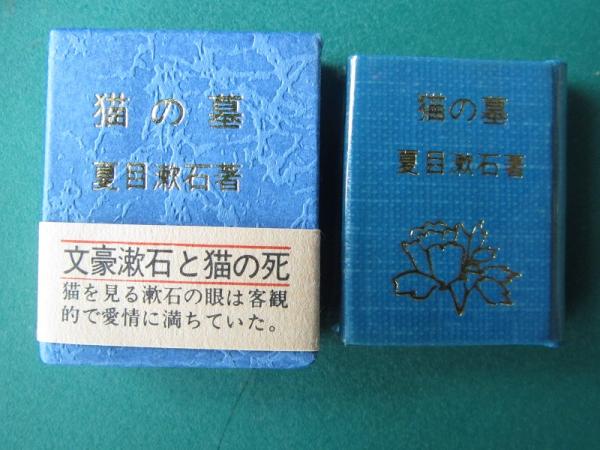 猫の墓
夏目漱石著
文豪漱石と猫の死
猫を見る漱石の眼は客観
的で愛情に満ちていた。
猫の墓
夏目漱石著